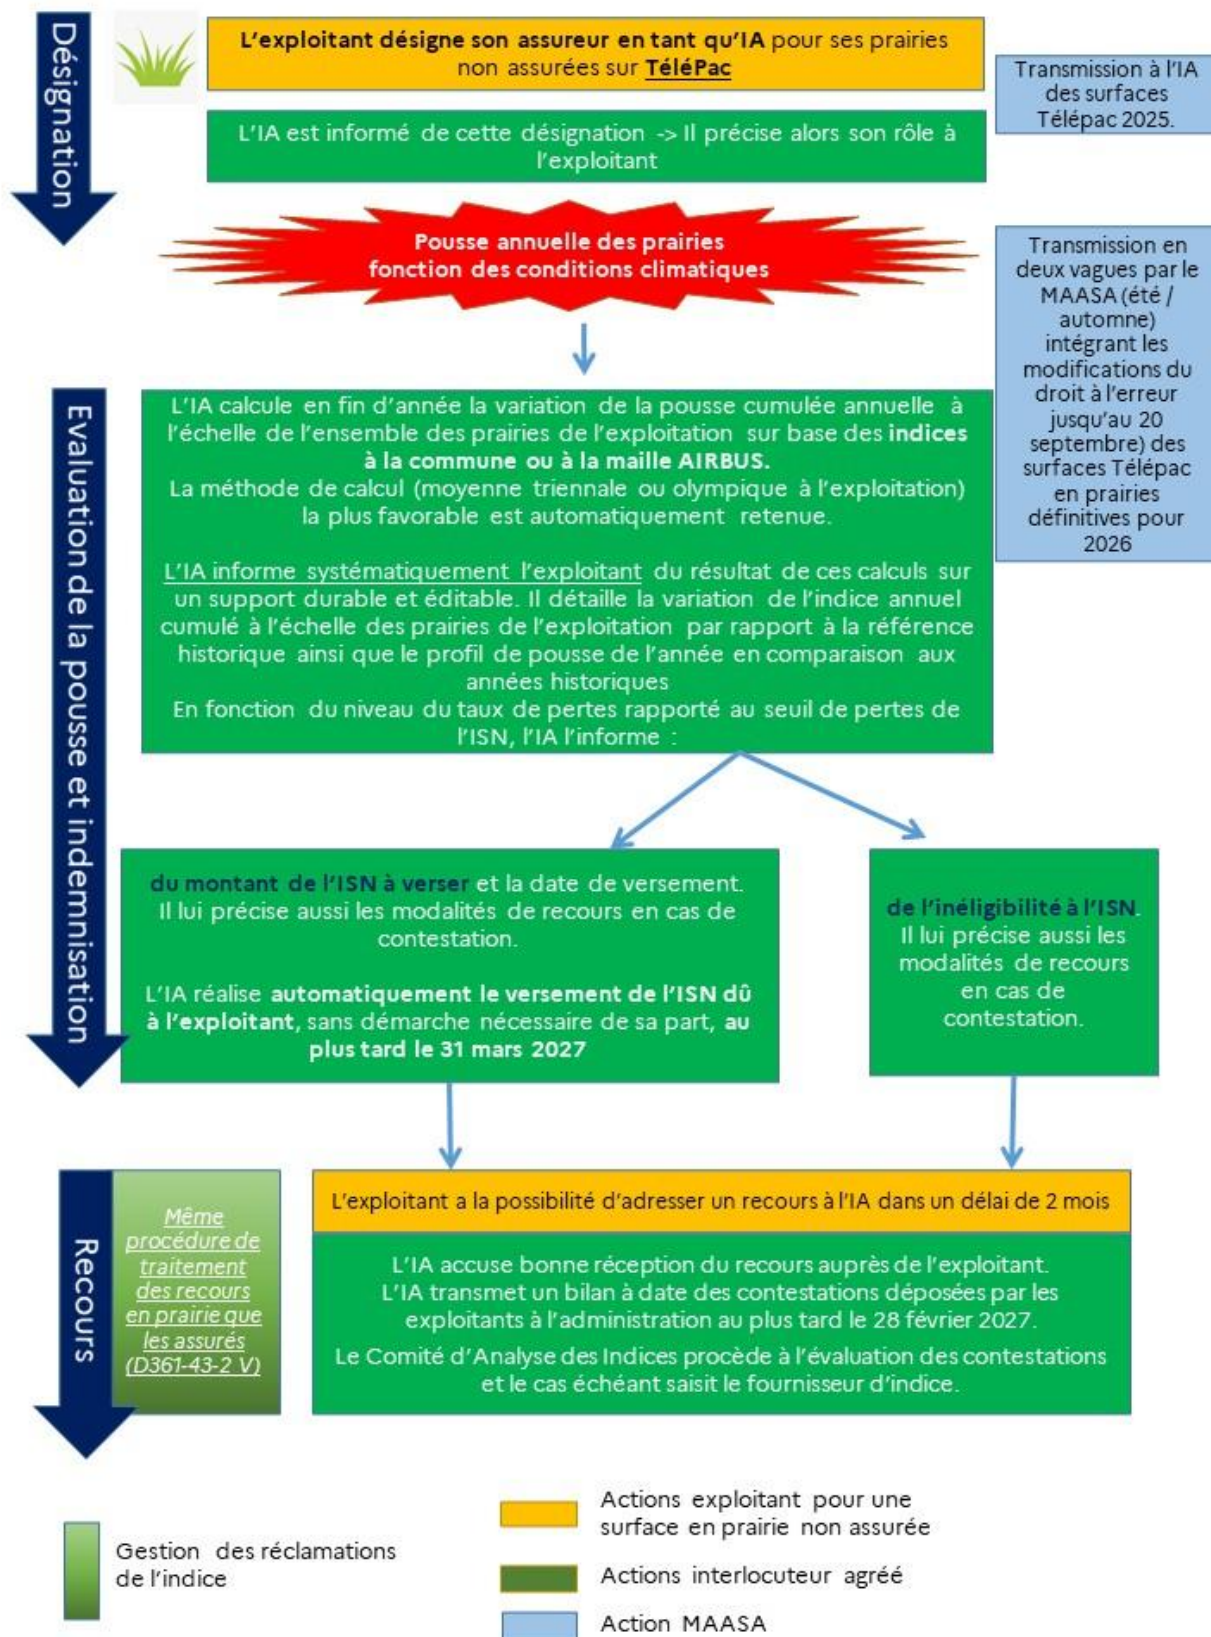 Désignation
L'exploitant désigne son assureur en tant qu'IA pour ses prairies
non assurées sur TéléPac
Transmission à l'IA
des surfaces
Télépac 2025.
L'IA est informé de cette désignation -> Il précise alors son rôle à
l'exploitant
Pousse annuelle des prairies
fonction des conditions climatiques
Transmission en
deux vagues par le
MAASA (été /
automne)
intégrant les
modifications du
droit à l'erreur
jusqu'au 20
septembre) des
surfaces Télépac
en prairies
définitives pour
2026
Evaluation de la pousse et indemnisation
L'IA calcule en fin d'année la variation de la pousse cumulée annuelle à
l'échelle de l'ensemble des prairies de l'exploitation sur base des indices
à la commune ou à la maille AIRBUS.
La méthode de calcul (moyenne triennale ou olympique à l'exploitation)
la plus favorable est automatiquement retenue.
L'IA informe systématiquement l'exploitant du résultat de ces calculs sur
un support durable et éditable. Il détaille la variation de l'indice annuel
cumulé à l'échelle des prairies de l'exploitation par rapport à la référence
historique ainsi que le profil de pousse de l'année en comparaison aux
années historiques
En fonction du niveau du taux de pertes rapporté au seuil de pertes de
l'ISN, l'IA l'informe :
du montant de l'ISN à verser et la date de versement.
Il lui précise aussi les modalités de recours en cas de
contestation.
L'IA réalise automatiquement le versement de l'ISN dû
à l'exploitant, sans démarche nécessaire de sa part, au
plus tard le 31 mars 2027
de l'inéligibilité à l'ISN.
Il lui précise aussi les
modalités de recours
en cas de
contestation.
Recours
Même
procédure de
traitement
des recours
en prairie que
les assurés
(D361-43-2 V)
L'exploitant a la possibilité d'adresser un recours à l'IA dans un délai de 2 mois
L'IA accuse bonne réception du recours auprès de l'exploitant.
L'IA transmet un bilan à date des contestations déposées par les
exploitants à l'administration au plus tard le 28 février 2027.
Le Comité d'Analyse des Indices procède à l'évaluation des contestations
et le cas échéant saisit le fournisseur d'indice.
Gestion des réclamations
de l'indice
Actions exploitant pour une
surface en prairie non assurée
Actions interlocuteur agréé
Action MAASA